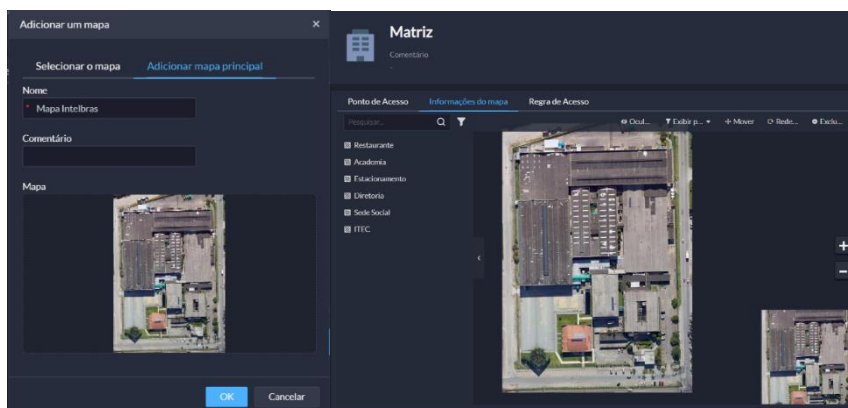 Adicionar um mapa
×
Selecionar o mapa
Adicionar mapa principal
Nome
* Mapa Intelbras
Comentário
Mapa
OK
Cancelar
Matriz
Comentário
-
Ponto de Acesso
Informações do mapa
Regra de Acesso
Pesquisar...
Ocul...
Exibir p...
Mover
Rede...
Exclu...
Restaurante
Academia
Estacionamento
Diretoria
Sede Social
ITEC